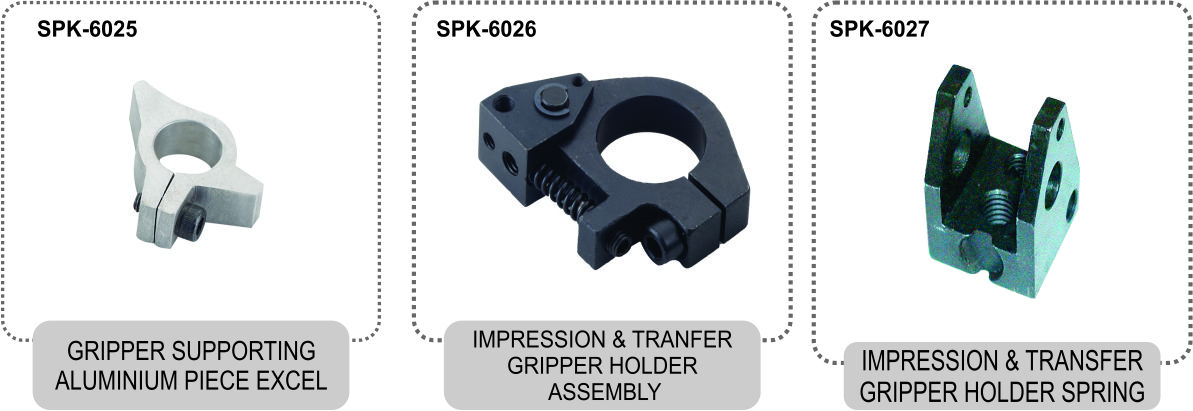 SPK-6025
SPK-6026
SPK-6027
GRIPPER SUPPORTING
ALUMINIUM PIECE EXCEL
IMPRESSION & TRANFER
GRIPPER HOLDER
ASSEMBLY
IMPRESSION & TRANSFER
GRIPPER HOLDER SPRING